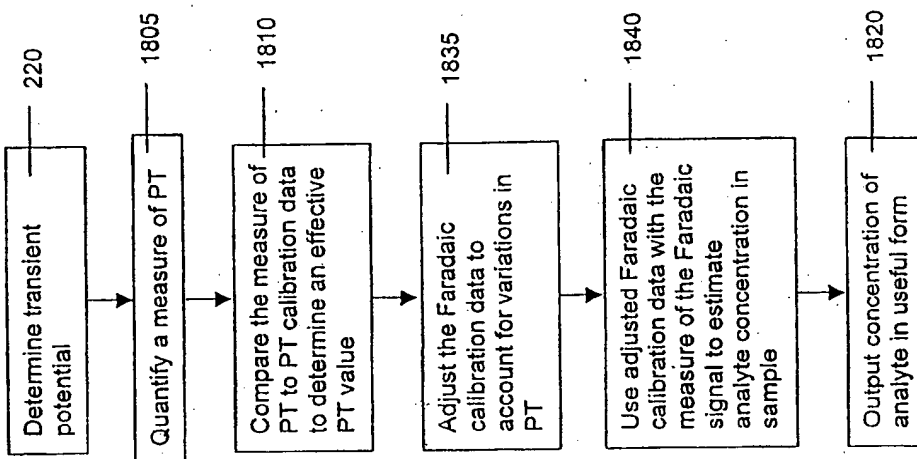 Determine transient
potential
220
Quantify a measure of PT
1805
Compare the measure of
PT to PT calibration data
to determine an effective
PT value
1810
Adjust the Faradaic
calibration data to
account for variations in
PT
1835
Use adjusted Faradaic
calibration data with the
measure of the Faradaic
signal to estimate
analyte concentration in
sample
1840
Output concentration of
analyte in useful form
1820